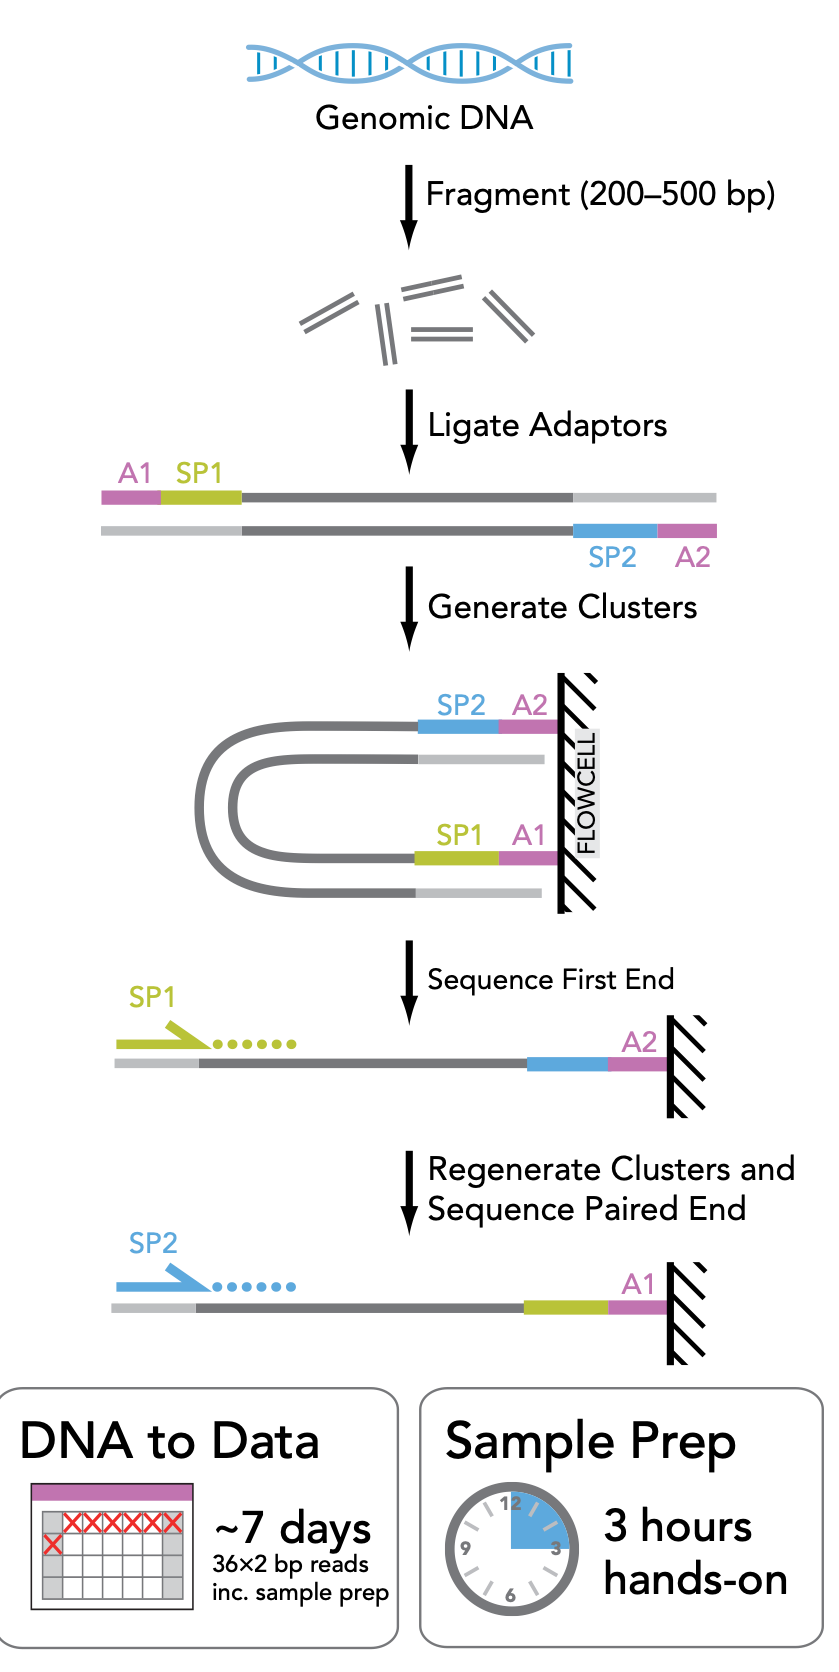 Genomic DNA
Fragment (200–500 bp)
Ligate Adaptors
A1 SP1
SP2 A2
Generate Clusters
SP2 A2
FLOWCELL
SP1 A1
Sequence First End
SP1
A2
Regenerate Clusters and
Sequence Paired End
SP2
A1
DNA to Data
~7 days
36×2 bp reads
inc. sample prep
Sample Prep
12
9 3
6
3 hours
hands-on